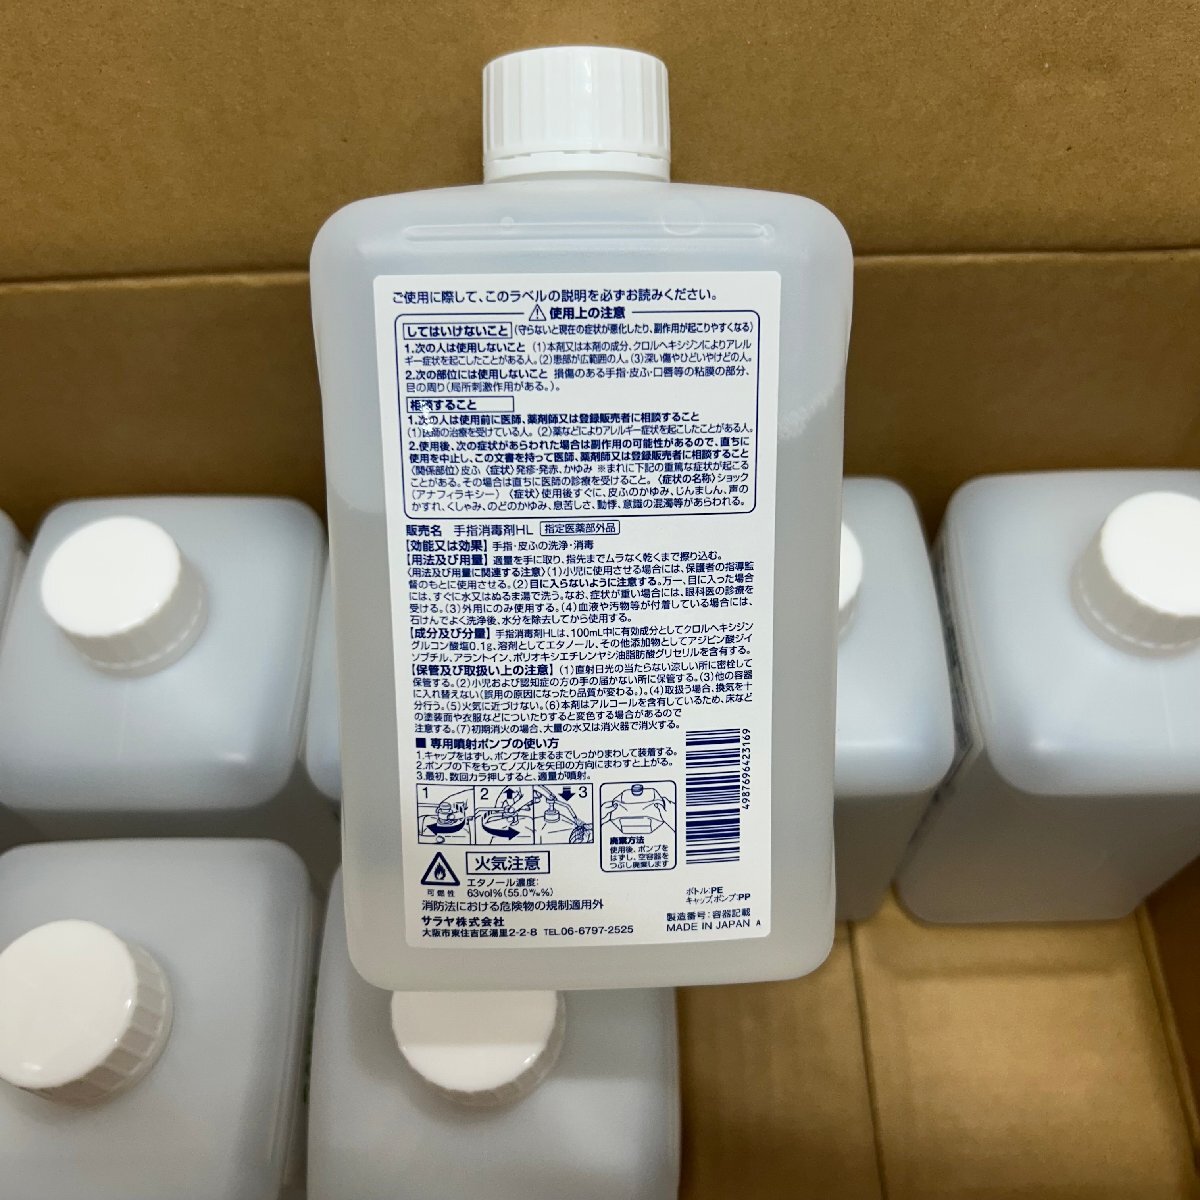 ご使用に際して、このラベルの説明を必ずお読みください。
使用上の注意
してはいけないこと (守らないと現在の症状が悪化したり、副作用が起こりやすくなる)
1.次の人は使用しないこと (1)本剤又は本剤の成分、クロルヘキシジンによりアレル
ギー症状を起こしたことがある人。(2)患部が広範囲の人。(3)深い傷やひどいやけどの人。
2.次の部位には使用しないこと 損傷のある手指・皮ふ・口唇等の粘膜の部分、
目の周り(局所刺激作用がある。)。
相談すること
1.次の人は使用前に医師、薬剤師又は登録販売者に相談すること
(1)医師の治療を受けている人。(2)薬などによりアレルギー症状を起こしたことがある人。
2.使用後、次の症状があらわれた場合は副作用の可能性があるので、直ちに
使用を中止し、この文書を持って医師、薬剤師又は登録販売者に相談すること
〈関係部位〉皮ふ 〈症状〉発疹・発赤、かゆみ ※まれに下記の重篤な症状が起こる
ことがある。その場合は直ちに医師の診療を受けること。〈症状の名称〉ショック
(アナフィラキシー) 〈症状〉使用後すぐに、皮ふのかゆみ、じんましん、声の
かすれ、くしゃみ、のどのかゆみ、息苦しさ、動悸、意識の混濁等があらわれる。
販売名 手指消毒剤HL 指定医薬部外品
【効能又は効果】 手指・皮ふの洗浄・消毒
【用法及び用量】 適量を手に取り、指先までムラなく乾くまで擦り込む。
〈用法及び用量に関連する注意〉(1)小児に使用させる場合には、保護者の指導監
督のもとに使用させる。(2)目に入らないように注意する。万一、目に入った場合
には、すぐに水又はぬるま湯で洗う。なお、症状が重い場合には、眼科医の診療を
受ける。(3)外用にのみ使用する。(4)血液や汚物等が付着している場合には、
石けんでよく洗浄後、水分を除去してから使用する。
【成分及び分量】 手指消毒剤HLは、100mL中に有効成分としてクロルヘキシジン
グルコン酸塩0.1g、溶剤としてエタノール、その他添加物としてアジピン酸ジイ
ソブチル、アラントイン、ポリオキシエチレンヤシ油脂肪酸グリセリルを含有する。
【保管及び取扱い上の注意】 (1)直射日光の当たらない涼しい所に密栓して
保管する。(2)小児および認知症の方の手の届かない所に保管する。(3)他の容器
に入れ替えない(誤用の原因になったり品質が変わる。)。(4)取扱う場合、換気を十
分行う。(5)火気に近づけない。(6)本剤はアルコールを含有しているため、床など
の塗装面や衣服などについたりすると変色する場合があるので
注意する。(7)初期消火の場合、大量の水又は消火器で消火する。
■ 専用噴射ポンプの使い方
1.キャップをはずし、ポンプを止まるまでしっかりまわして装着する。
2.ポンプの下をもってノズルを矢印の方向にまわすと上がる。
3.最初、数回カラ押しすると、適量が噴射。
1 2 3
廃棄方法
使用後、ポンプを
はずし、空容器を
つぶし廃棄します
4987696423169
火気注意
可燃性
エタノール濃度:
63vol%(55.0w/w%)
消防法における危険物の規制適用外
サラヤ株式会社
大阪市東住吉区湯里2-2-8 TEL.06-6797-2525
ボトル:PE
キャップ、ポンプ:PP
製造番号:容器記載
MADE IN JAPAN A